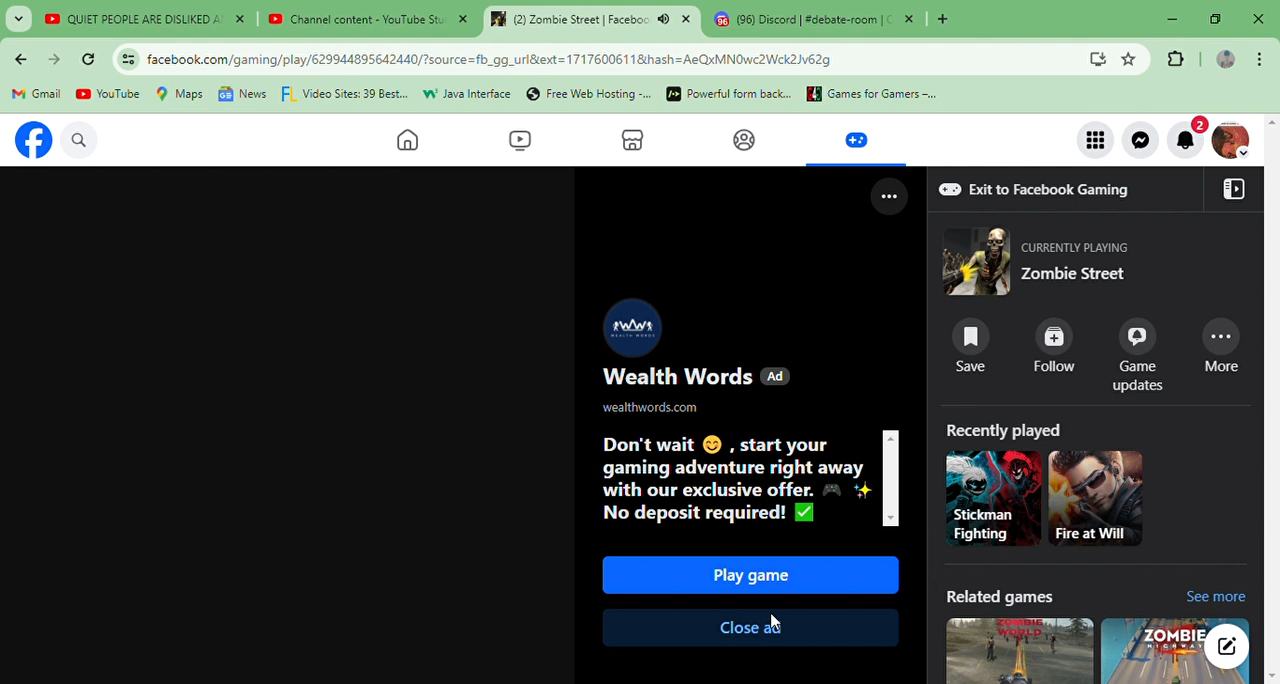 QUIET PEOPLE ARE DISLIKED A
Channel content - YouTube Stu
(2) Zombie Street | Faceboo
96
(96) Discord | #debate-room | C
facebook.com/gaming/play/629944895642440/?source=fb_gg_url&ext=1717600611&hash=AeQxMN0wc2Wck2Jv62g
Gmail
YouTube
Maps
News
Video Sites: 39 Best...
Java Interface
Free Web Hosting -...
Powerful form back...
Games for Gamers –...
2
Exit to Facebook Gaming
CURRENTLY PLAYING
Zombie Street
Save
Follow
Game updates
More
WEALTH WORDS
Wealth Words Ad
wealthwords.com
Don't wait 😊 , start your
gaming adventure right away
with our exclusive offer. 🎮 ✨
No deposit required! ✅
Play game
Close ad
Recently played
Stickman
Fighting
Fire at Will
Related games
See more
ZOMBIE
WORLD
ZOMBIE
HIGHWAY